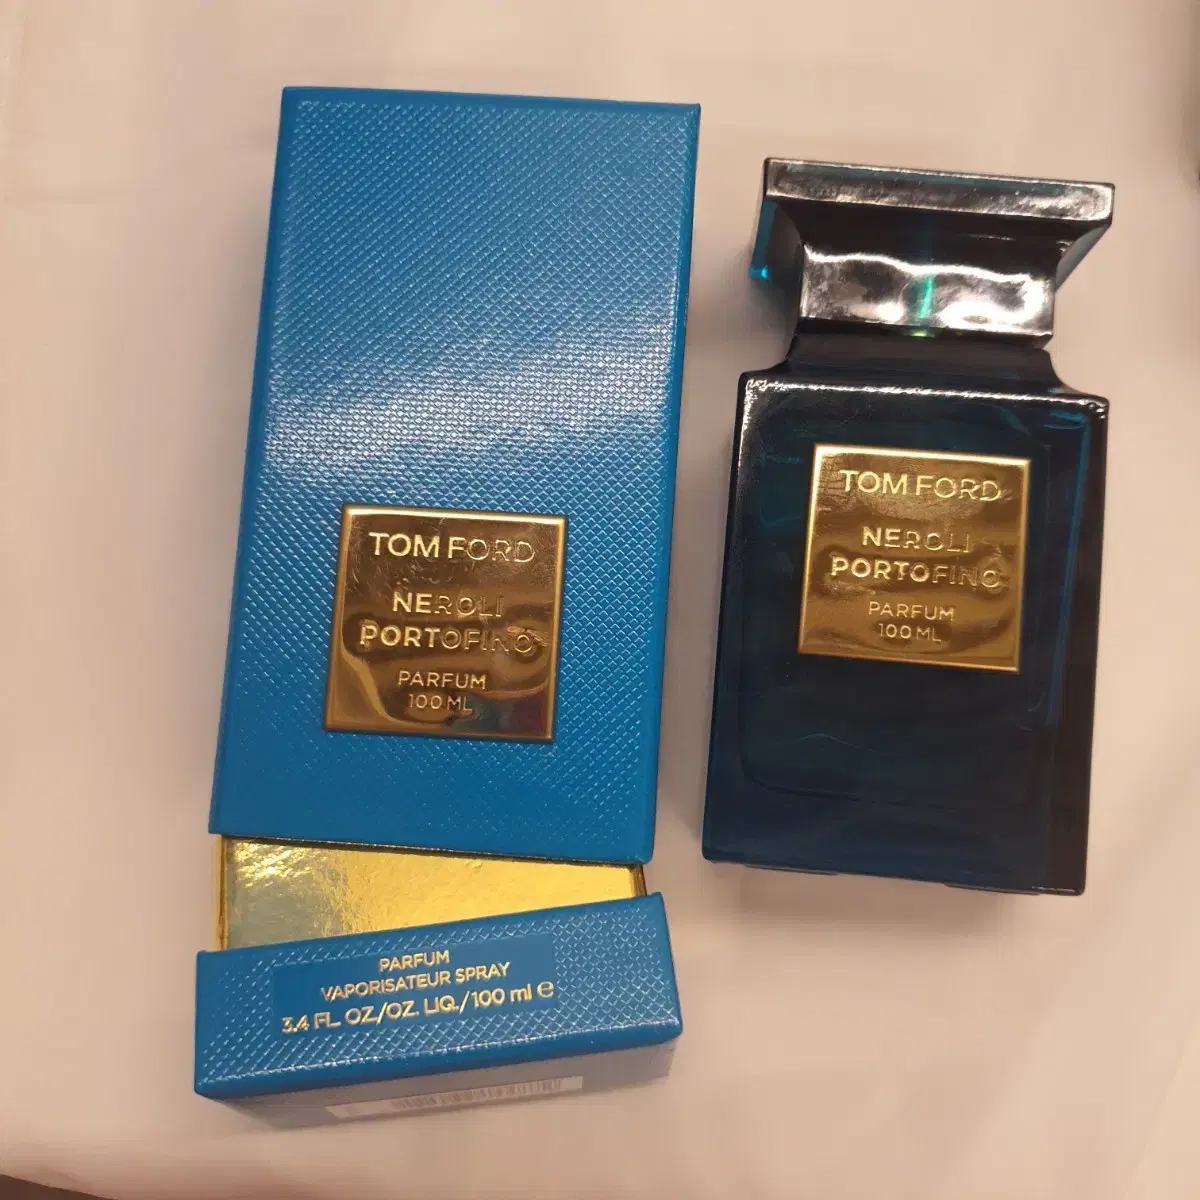 TOM FORD
NEROLI
PORTOFINO
PARFUM
100 ML
PARFUM
VAPORISATEUR SPRAY
3.4 FL. OZ./OZ. LIQ./100 ml ℮
TOM FORD
NEROLI
PORTOFINO
PARFUM
100 ML